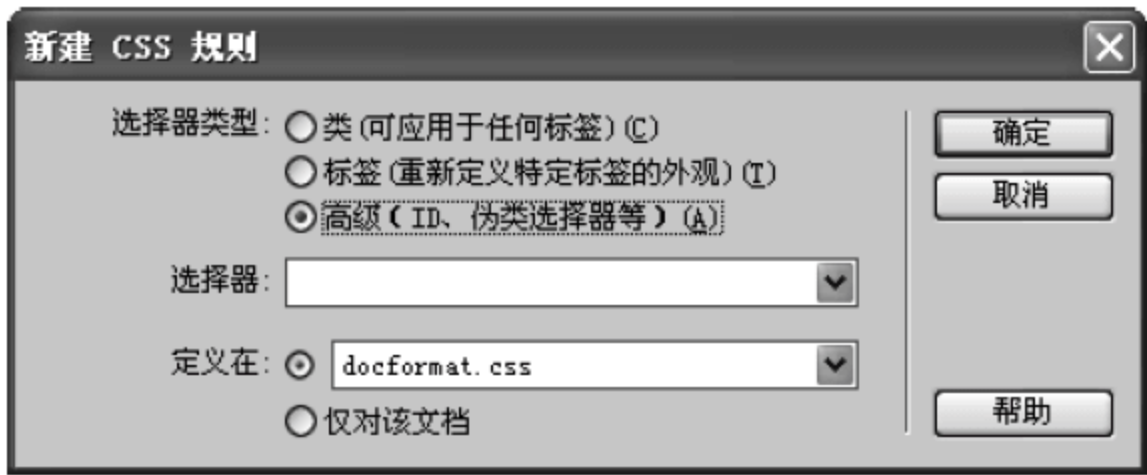 新建 CSS 规则
选择器类型: 类(可应用于任何标签)(C)
标签(重新定义特定标签的外观)(T)
高级(ID、伪类选择器等)(A)
选择器:
定义在: docformat.css
仅对该文档
确定
取消
帮助